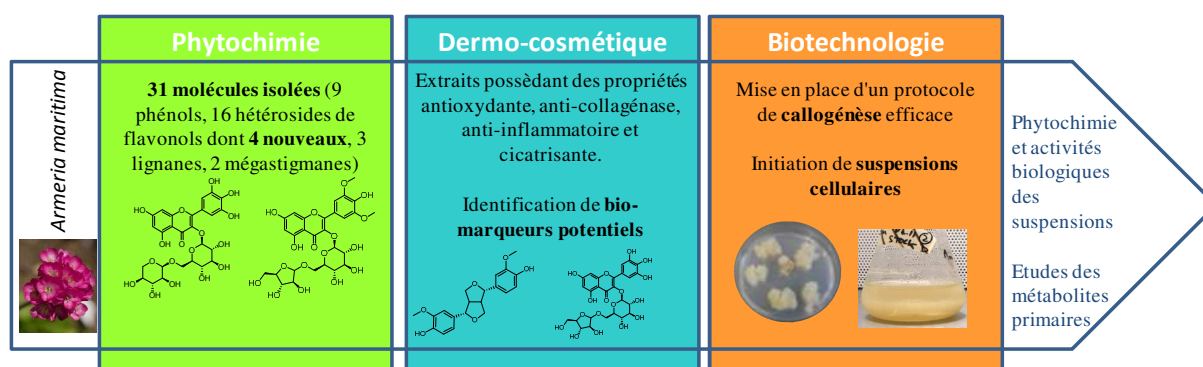 Armeria maritima
Phytochimie
31 molécules isolées (9
phénols, 16 hétérosides de
flavonols dont 4 nouveaux, 3
lignanes, 2 mégastigmanes)
Dermo-cosmétique
Extraits possèdant des propriétés
antioxydante, anti-collagénase,
anti-inflammatoire et
cicatrisante.
Identification de bio-
marqueurs potentiels
Biotechnologie
Mise en place d'un protocole
de callogénèse efficace
Initiation de suspensions
cellulaires
Phytochimie
et activités
biologiques
des
suspensions
Etudes des
métabolites
primaires